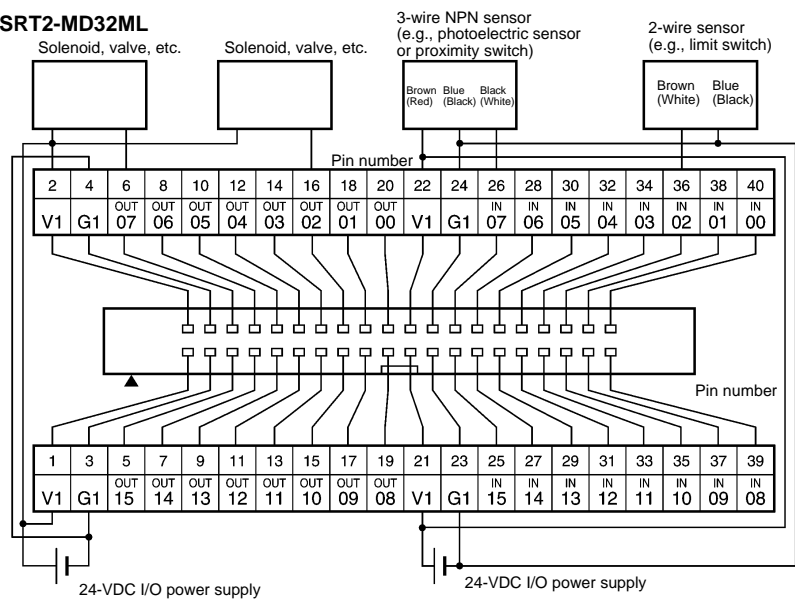 SRT2-MD32ML
Solenoid, valve, etc.
Solenoid, valve, etc.
3-wire NPN sensor
(e.g., photoelectric sensor
or proximity switch)
2-wire sensor
(e.g., limit switch)
Brown Blue Black
(Red) (Black) (White)
Brown Blue
(White) (Black)
Pin number
2 4 6 8 10 12 14 16 18 20 22 24 26 28 30 32 34 36 38 40
OUT OUT OUT OUT OUT OUT OUT OUT IN IN IN IN IN IN IN IN
V1 G1 07 06 05 04 03 02 01 00 V1 G1 07 06 05 04 03 02 01 00
Pin number
1 3 5 7 9 11 13 15 17 19 21 23 25 27 29 31 33 35 37 39
OUT OUT OUT OUT OUT OUT OUT OUT IN IN IN IN IN IN IN IN
V1 G1 15 14 13 12 11 10 09 08 V1 G1 15 14 13 12 11 10 09 08
24-VDC I/O power supply
24-VDC I/O power supply